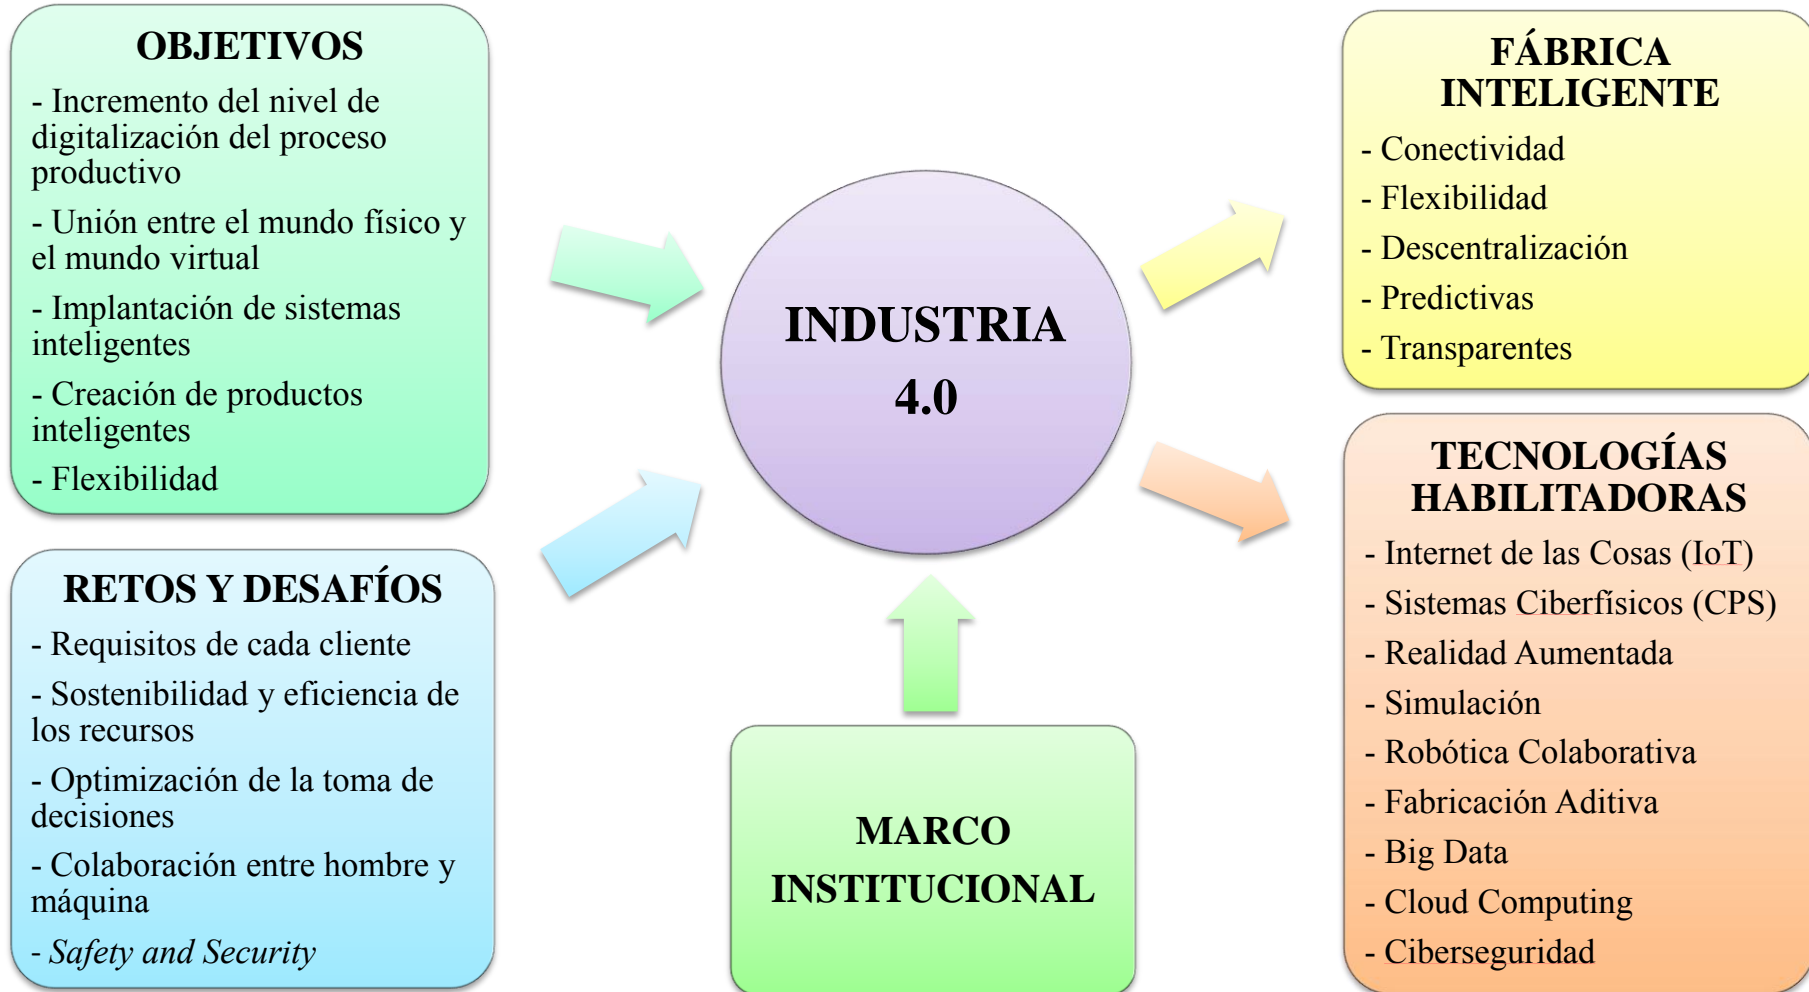 OBJETIVOS
- Incremento del nivel de
digitalización del proceso
productivo
- Unión entre el mundo físico y
el mundo virtual
- Implantación de sistemas
inteligentes
- Creación de productos
inteligentes
- Flexibilidad
RETOS Y DESAFÍOS
- Requisitos de cada cliente
- Sostenibilidad y eficiencia de
los recursos
- Optimización de la toma de
decisiones
- Colaboración entre hombre y
máquina
- Safety and Security
INDUSTRIA
4.0
MARCO
INSTITUCIONAL
FÁBRICA
INTELIGENTE
- Conectividad
- Flexibilidad
- Descentralización
- Predictivas
- Transparentes
TECNOLOGÍAS
HABILITADORAS
- Internet de las Cosas (IoT)
- Sistemas Ciberfísicos (CPS)
- Realidad Aumentada
- Simulación
- Robótica Colaborativa
- Fabricación Aditiva
- Big Data
- Cloud Computing
- Ciberseguridad